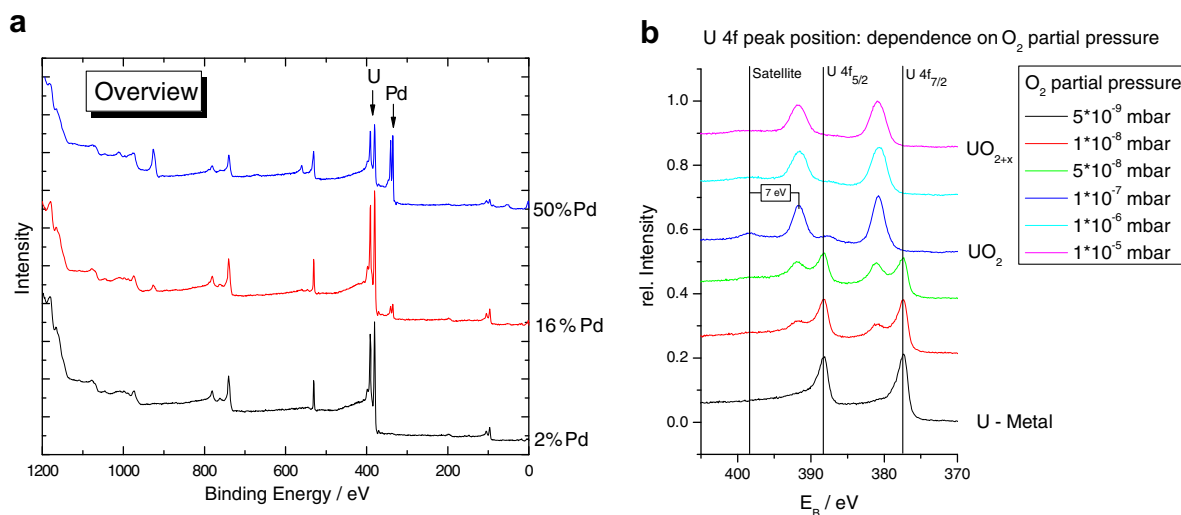 a
Overview
U
Pd
50%Pd
16%Pd
2%Pd
Intensity
1200 1000 800 600 400 200 0
Binding Energy / eV
b
U 4f peak position: dependence on O₂ partial pressure
Satellite U 4f₅/₂ U 4f₇/₂
O₂ partial pressure
5*10⁻⁹ mbar
1*10⁻⁸ mbar
5*10⁻⁸ mbar
1*10⁻⁷ mbar
1*10⁻⁶ mbar
1*10⁻⁵ mbar
1.0
0.8
0.6
0.4
0.2
0.0
rel. Intensity
7 eV
UO₂₊ₓ
UO₂
U - Metal
400 390 380 370
E_B / eV